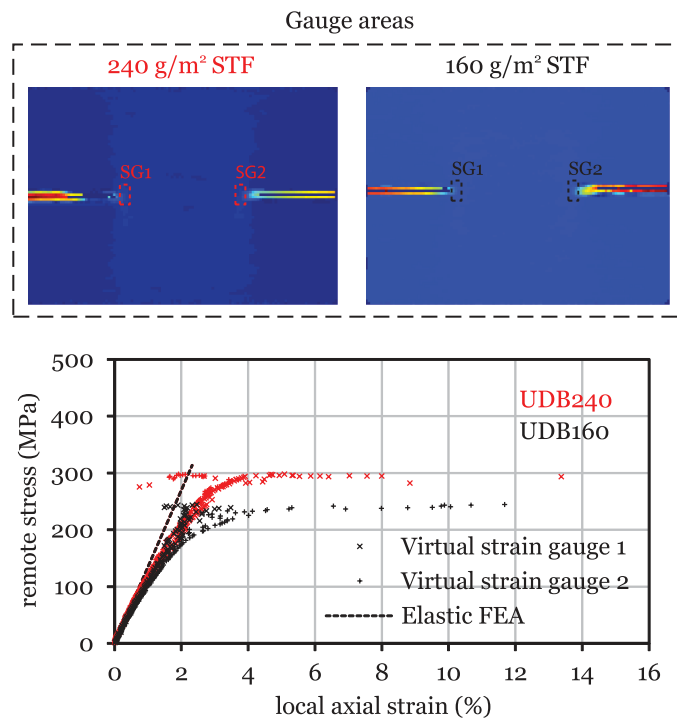 Gauge areas
240 g/m² STF
160 g/m² STF
SG1
SG2
SG1
SG2
500
400
300
200
100
0
remote stress (MPa)
UDB240
UDB160
Virtual strain gauge 1
Virtual strain gauge 2
Elastic FEA
0 2 4 6 8 10 12 14 16
local axial strain (%)